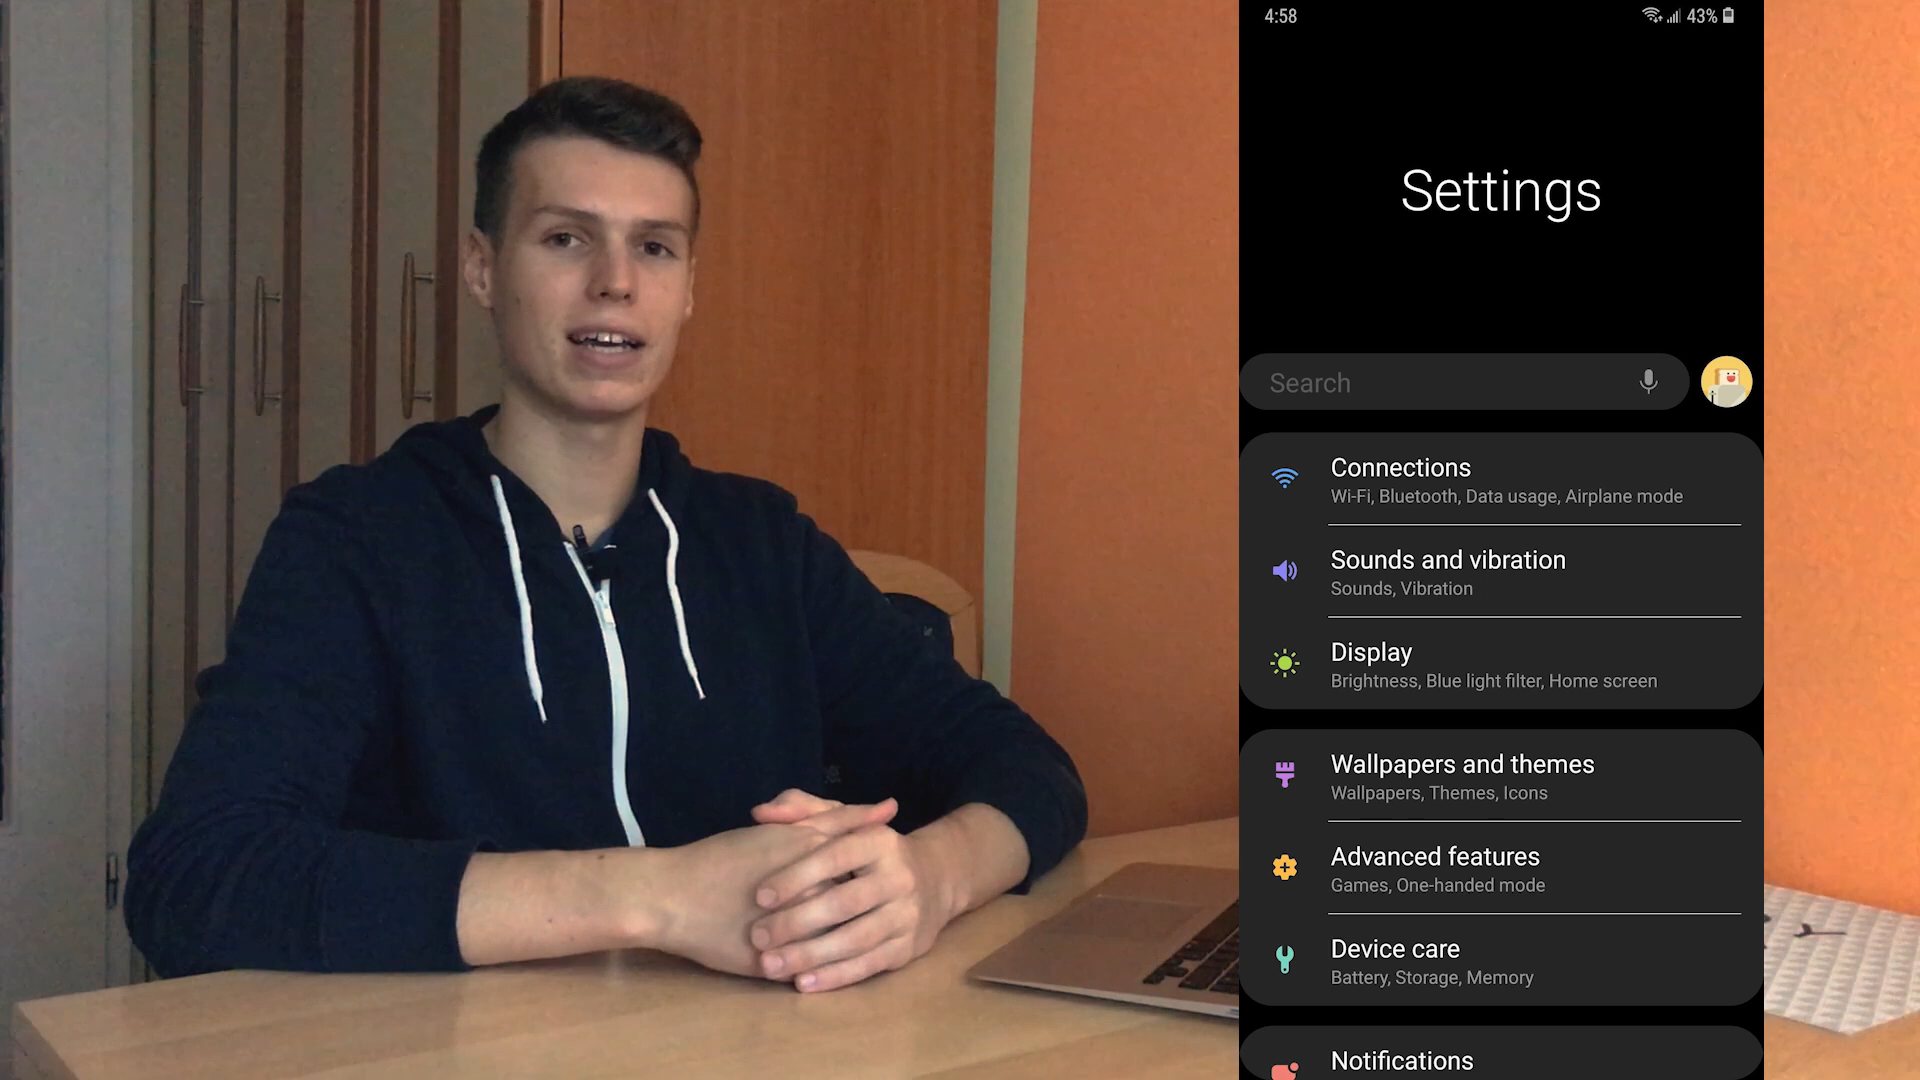 4:58
43%
Settings
Search
Connections
Wi-Fi, Bluetooth, Data usage, Airplane mode
Sounds and vibration
Sounds, Vibration
Display
Brightness, Blue light filter, Home screen
Wallpapers and themes
Wallpapers, Themes, Icons
Advanced features
Games, One-handed mode
Device care
Battery, Storage, Memory
Notifications